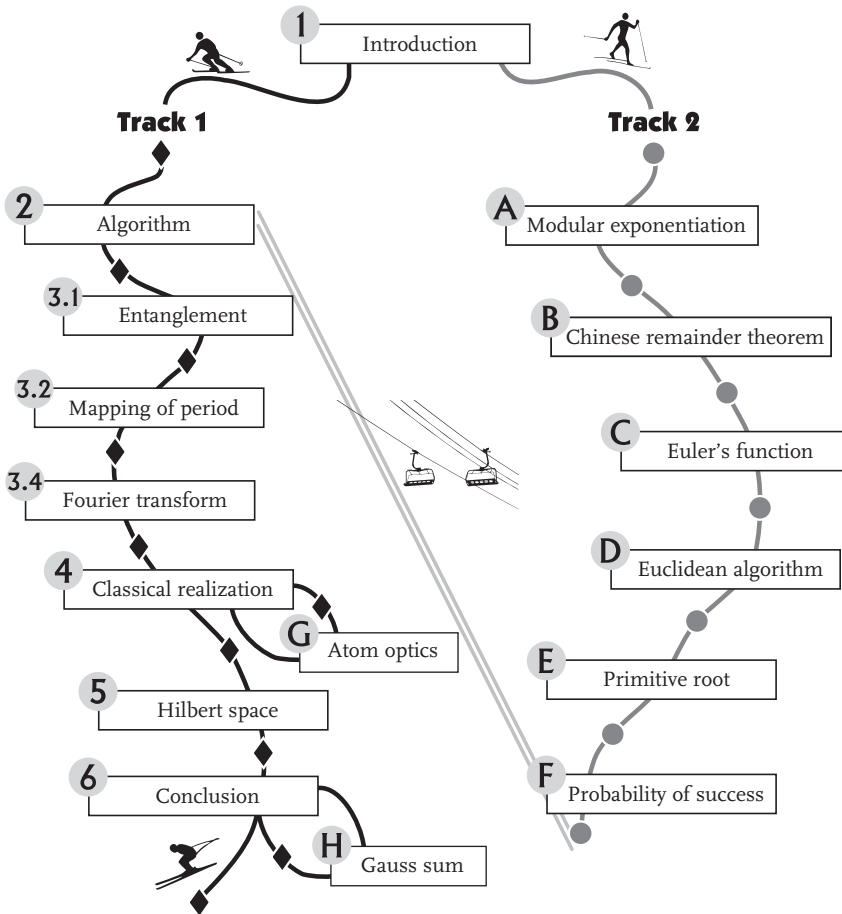 1
Introduction
Track 1
Track 2
2
Algorithm
A
Modular exponentiation
3.1
Entanglement
B
Chinese remainder theorem
3.2
Mapping of period
C
Euler's function
3.4
Fourier transform
D
Euclidean algorithm
4
Classical realization
G
Atom optics
E
Primitive root
5
Hilbert space
6
Conclusion
F
Probability of success
H
Gauss sum